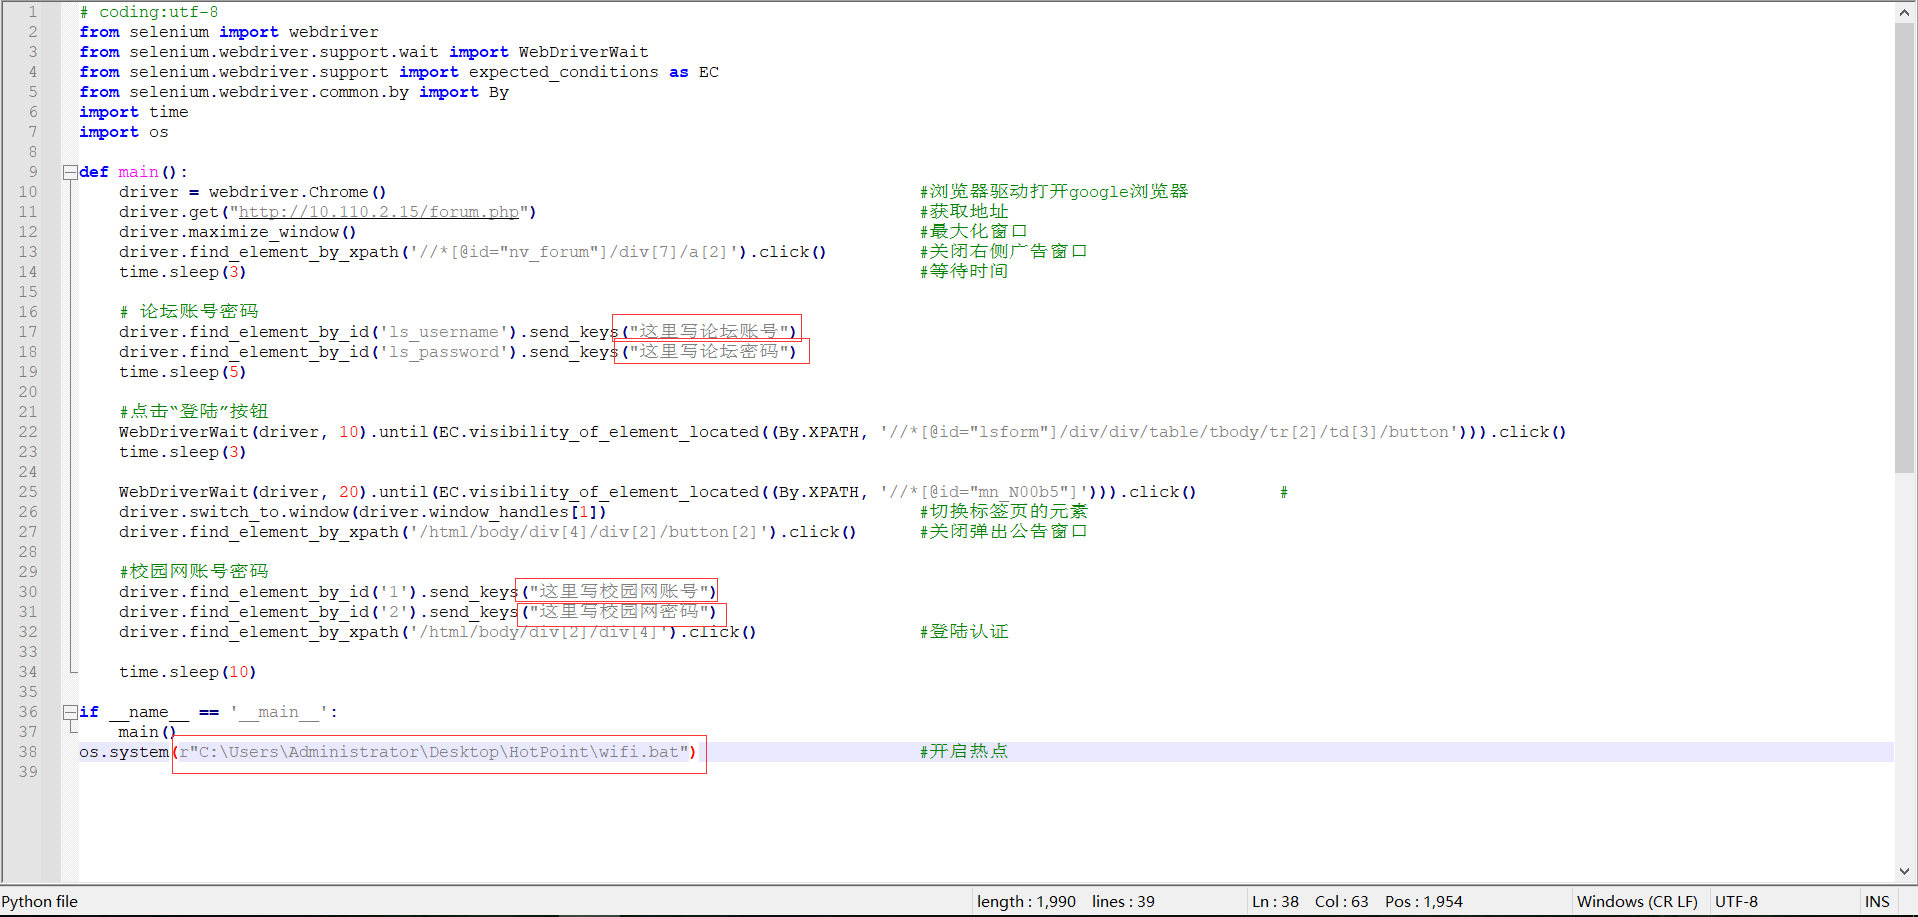 1 # coding:utf-8
2 from selenium import webdriver
3 from selenium.webdriver.support.wait import WebDriverWait
4 from selenium.webdriver.support import expected_conditions as EC
5 from selenium.webdriver.common.by import By
6 import time
7 import os
8
9 def main():
10 driver = webdriver.Chrome() #浏览器驱动打开google浏览器
11 driver.get("http://10.110.2.15/forum.php") #获取地址
12 driver.maximize_window() #最大化窗口
13 driver.find_element_by_xpath('//*[@id="nv_forum"]/div[7]/a[2]').click() #关闭右侧广告窗口
14 time.sleep(3) #等待时间
15
16 # 论坛账号密码
17 driver.find_element_by_id('ls_username').send_keys("这里写论坛账号")
18 driver.find_element_by_id('ls_password').send_keys("这里写论坛密码")
19 time.sleep(5)
20
21 #点击“登陆”按钮
22 WebDriverWait(driver, 10).until(EC.visibility_of_element_located((By.XPATH, '//*[@id="lsform"]/div/div/table/tbody/tr[2]/td[3]/button'))).click()
23 time.sleep(3)
24
25 WebDriverWait(driver, 20).until(EC.visibility_of_element_located((By.XPATH, '//*[@id="mn_N00b5"]'))).click() #
26 driver.switch_to.window(driver.window_handles[1]) #切换标签页的元素
27 driver.find_element_by_xpath('/html/body/div[4]/div[2]/button[2]').click() #关闭弹出公告窗口
28
29 #校园网账号密码
30 driver.find_element_by_id('1').send_keys("这里写校园网账号")
31 driver.find_element_by_id('2').send_keys("这里写校园网密码")
32 driver.find_element_by_xpath('/html/body/div[2]/div[4]').click() #登陆认证
33
34 time.sleep(10)
35
36 if __name__ == '__main__':
37 main()
38 os.system(r"C:\Users\Administrator\Desktop\HotPoint\wifi.bat") #开启热点
39
Python file length : 1,990 lines : 39 Ln : 38 Col : 63 Pos : 1,954 Windows (CR LF) UTF-8 INS